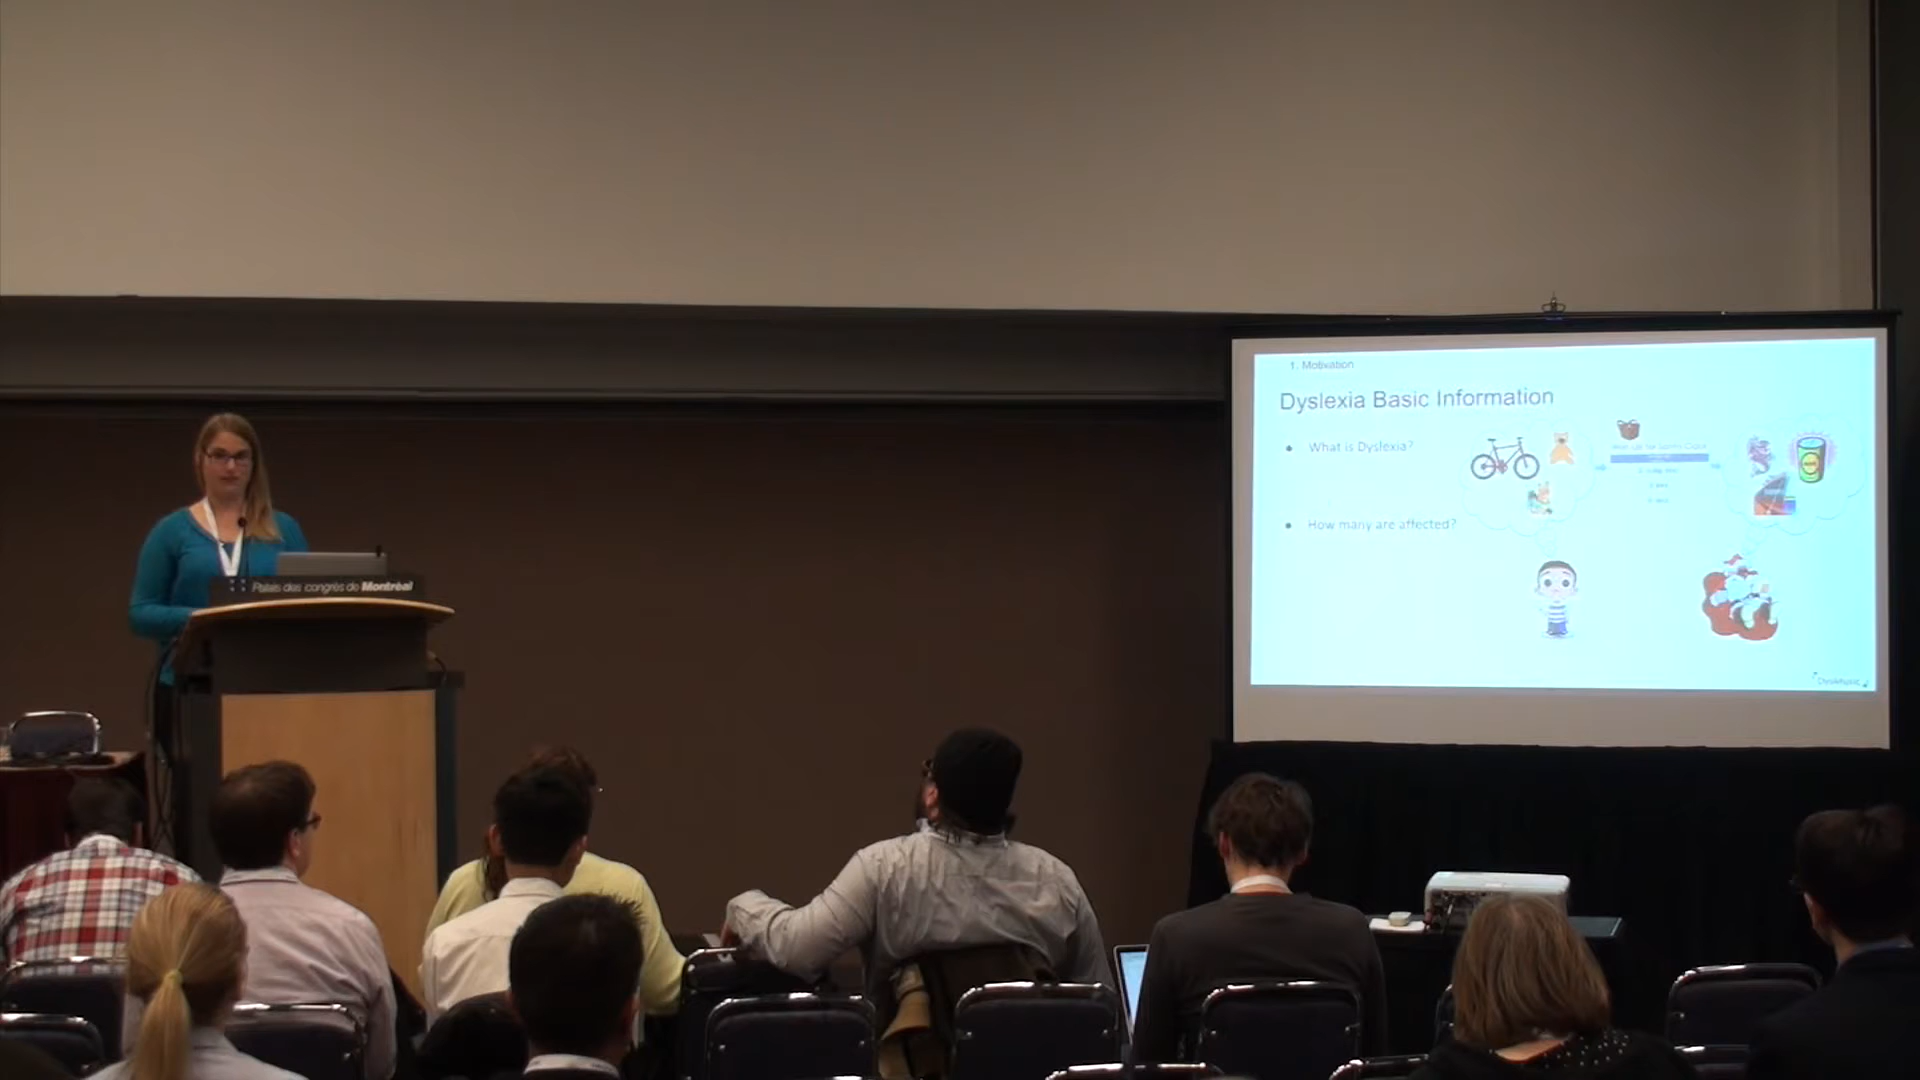 1. Motivation
Dyslexia Basic Information
• What is Dyslexia?
• How many are affected?
Palais des congrès de Montréal